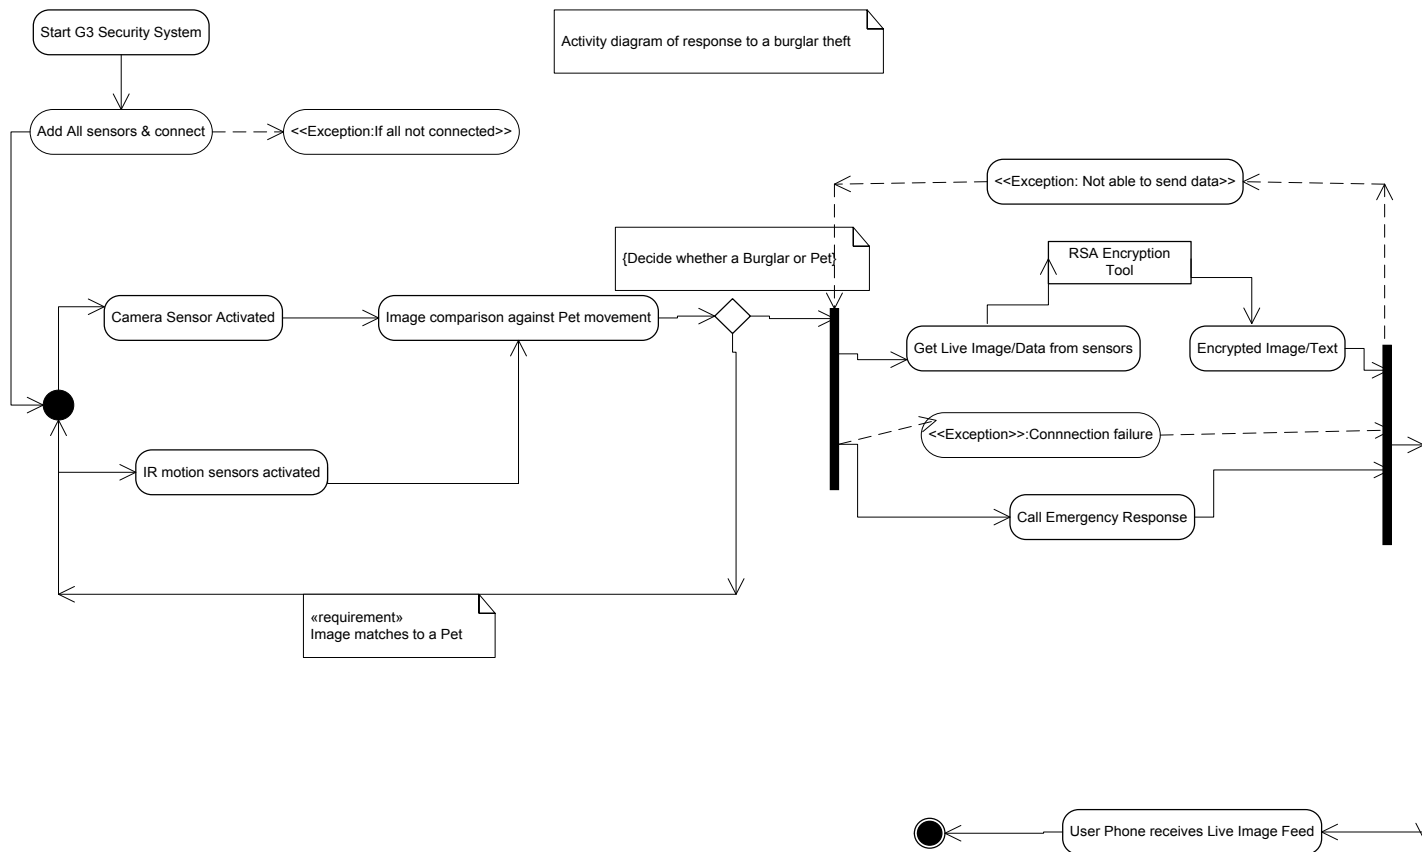 Start G3 Security System
Activity diagram of response to a burglar theft
Add All sensors & connect
<<Exception:If all not connected>>
<<Exception: Not able to send data>>
{Decide whether a Burglar or Pet}
RSA Encryption
Tool
Camera Sensor Activated
Image comparison against Pet movement
Get Live Image/Data from sensors
Encrypted Image/Text
<<Exception>>:Connnection failure
IR motion sensors activated
Call Emergency Response
«requirement»
Image matches to a Pet
User Phone receives Live Image Feed